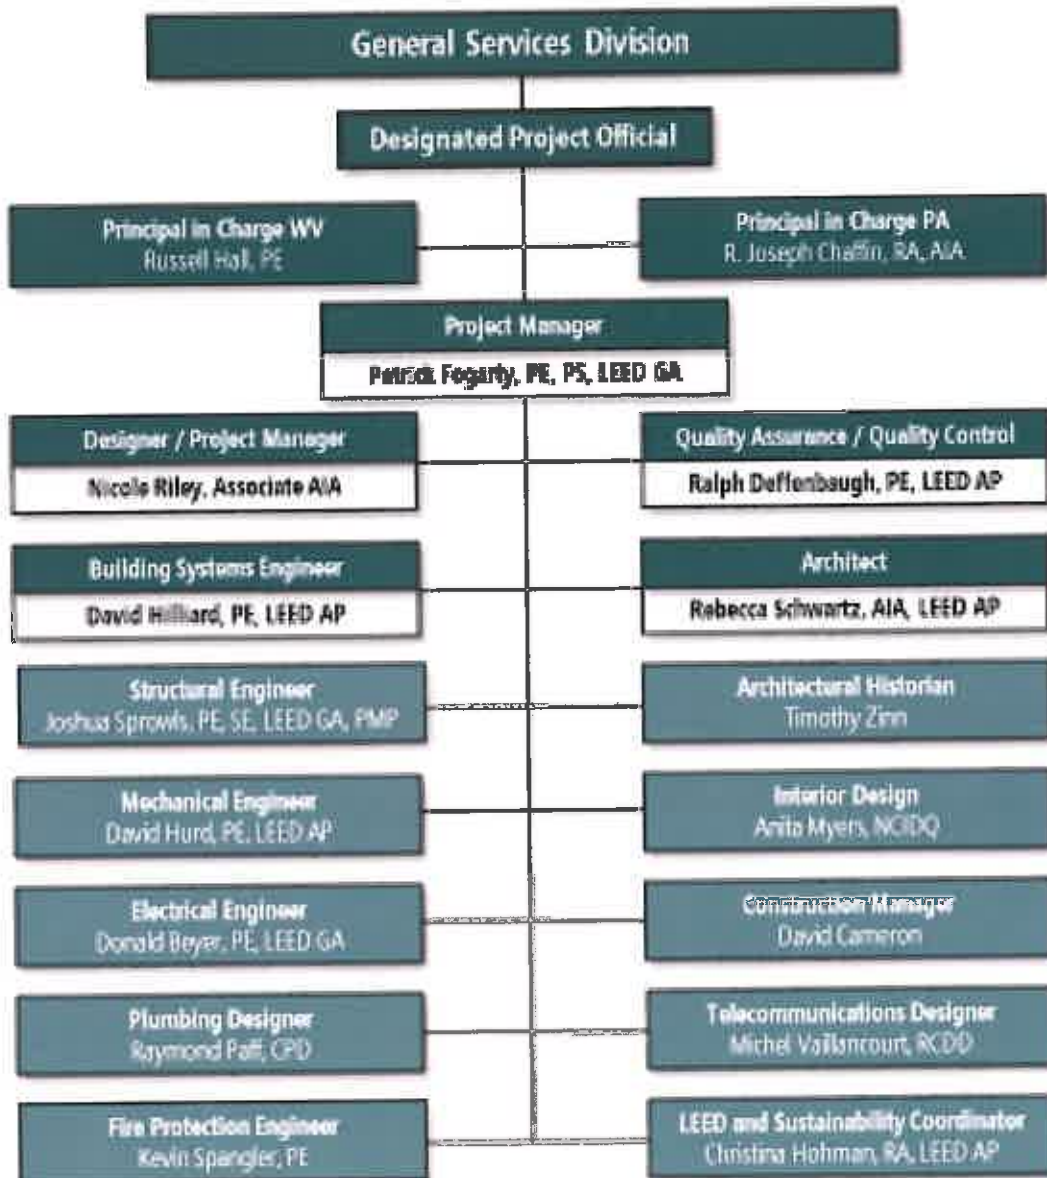 General Services Division
Designated Project Official
Principal in Charge WV
Russell Hall, PE
Principal in Charge PA
R. Joseph Chaffin, RA, AIA
Project Manager
Patrick Fogarty, PE, PS, LEED GA
Designer / Project Manager
Nicole Riley, Associate AIA
Quality Assurance / Quality Control
Ralph Deffenbaugh, PE, LEED AP
Building Systems Engineer
David Hilliard, PE, LEED AP
Architect
Rebecca Schwartz, AIA, LEED AP
Structural Engineer
Joshua Sprowls, PE, SE, LEED GA, PMP
Architectural Historian
Timothy Zinn
Mechanical Engineer
David Hurd, PE, LEED AP
Interior Design
Anita Myers, NCIDQ
Electrical Engineer
Donald Beyer, PE, LEED GA
Construction Manager
David Cameron
Plumbing Designer
Raymond Paff, CPD
Telecommunications Designer
Michel Vaillancourt, RCDD
Fire Protection Engineer
Kevin Spangler, PE
LEED and Sustainability Coordinator
Christina Hohman, RA, LEED AP